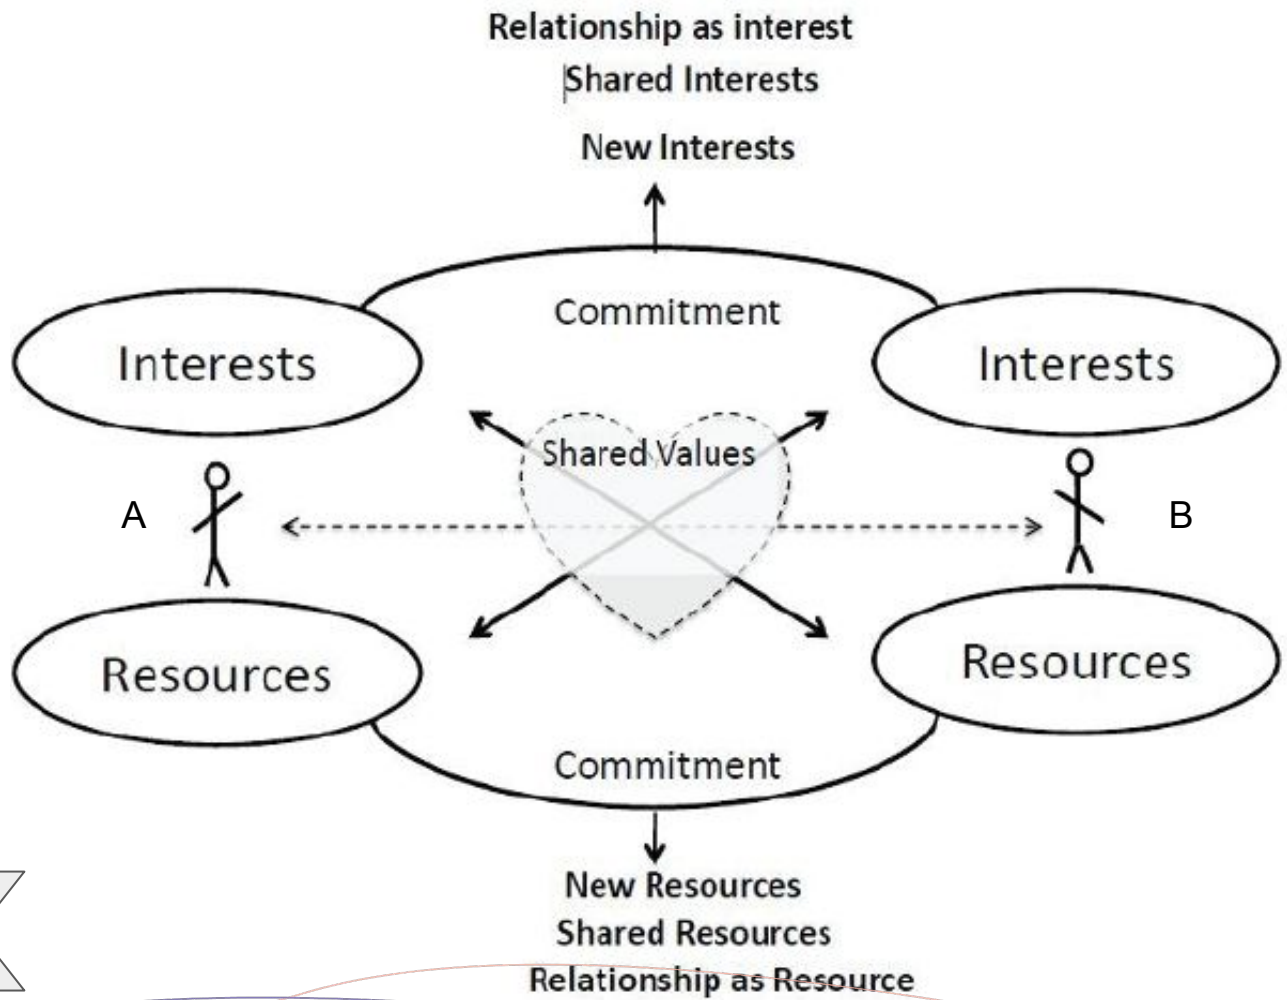 Relationship as interest
Shared Interests
New Interests
Commitment
Interests
Interests
Shared Values
A
B
Resources
Resources
Commitment
New Resources
Shared Resources
Relationship as Resource